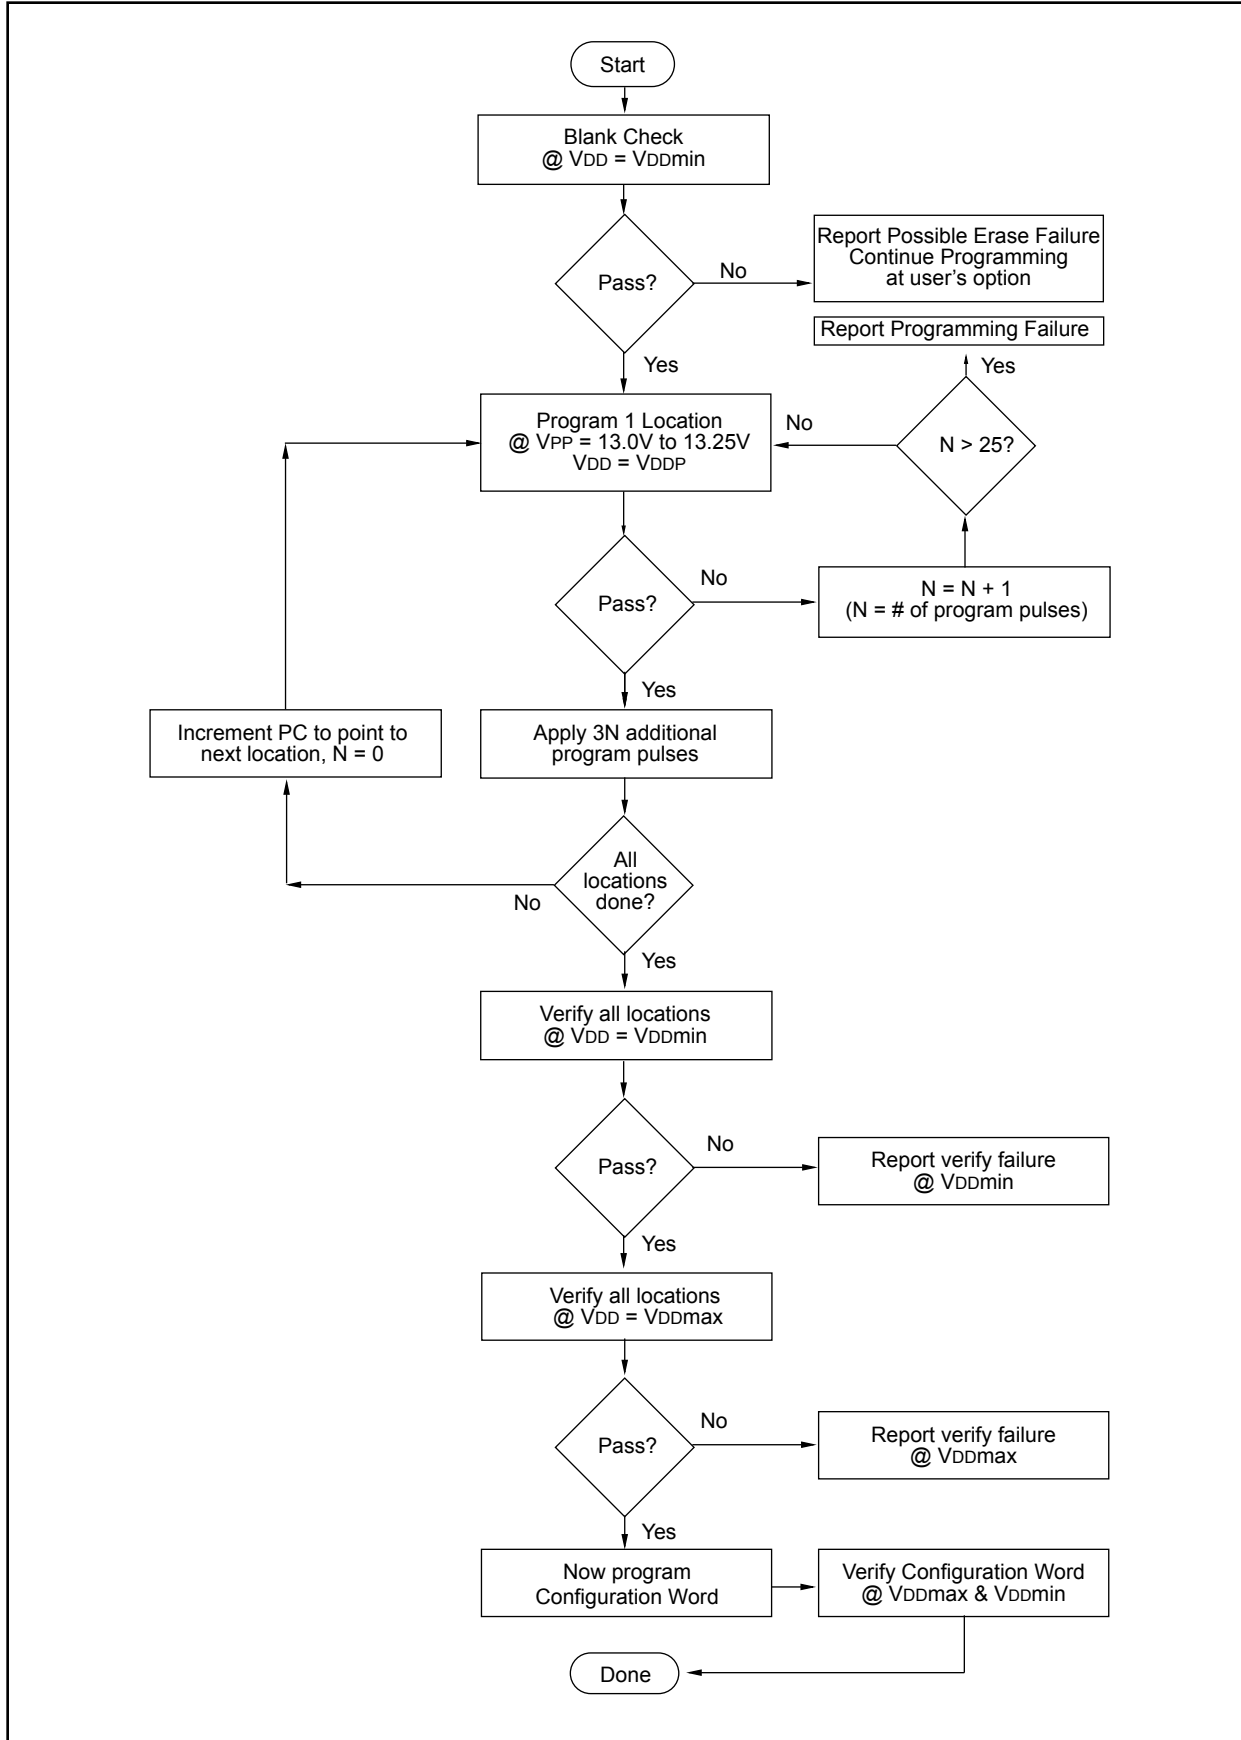 Start
Blank Check
@ VDD = VDDmin
Pass?
No
Report Possible Erase Failure
Continue Programming
at user's option
Yes
Report Programming Failure
Yes
Program 1 Location
@ VPP = 13.0V to 13.25V
VDD = VDDP
No
N > 25?
Pass?
No
N = N + 1
(N = # of program pulses)
Yes
Increment PC to point to
next location, N = 0
Apply 3N additional
program pulses
All
locations
done?
No
Yes
Verify all locations
@ VDD = VDDmin
Pass?
No
Report verify failure
@ VDDmin
Yes
Verify all locations
@ VDD = VDDmax
Pass?
No
Report verify failure
@ VDDmax
Yes
Now program
Configuration Word
Verify Configuration Word
@ VDDmax & VDDmin
Done